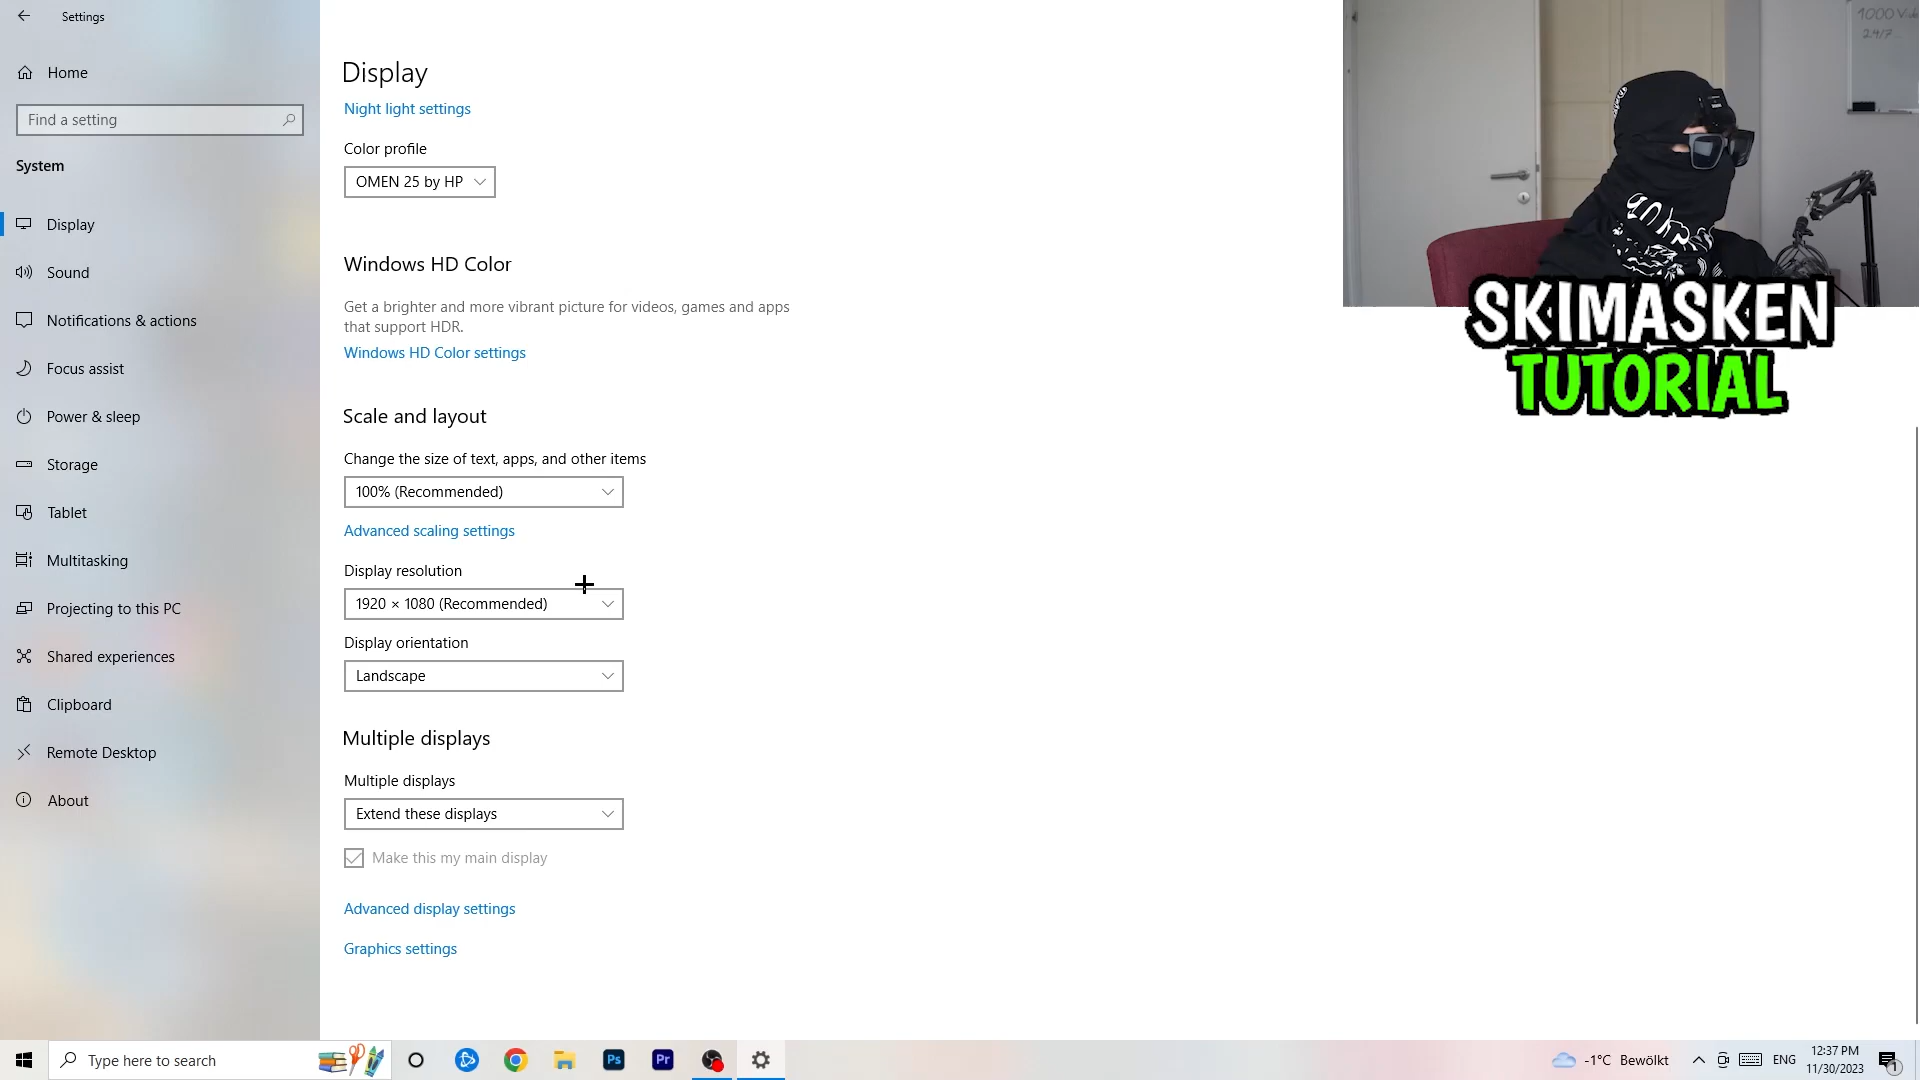 Settings
Home
Find a setting
System
Display
Sound
Notifications & actions
Focus assist
Power & sleep
Storage
Tablet
Multitasking
Projecting to this PC
Shared experiences
Clipboard
Remote Desktop
About
Display
Night light settings
Color profile
OMEN 25 by HP
Windows HD Color
Get a brighter and more vibrant picture for videos, games and apps
that support HDR.
Windows HD Color settings
Scale and layout
Change the size of text, apps, and other items
100% (Recommended)
Advanced scaling settings
Display resolution
1920 × 1080 (Recommended)
Display orientation
Landscape
Multiple displays
Multiple displays
Extend these displays
Make this my main display
Advanced display settings
Graphics settings
1000
24/7
SKIMASKEN
TUTORIAL
Type here to search
Ps
Pr
-1°C Bewölkt
ENG
12:37 PM
11/30/2023
1